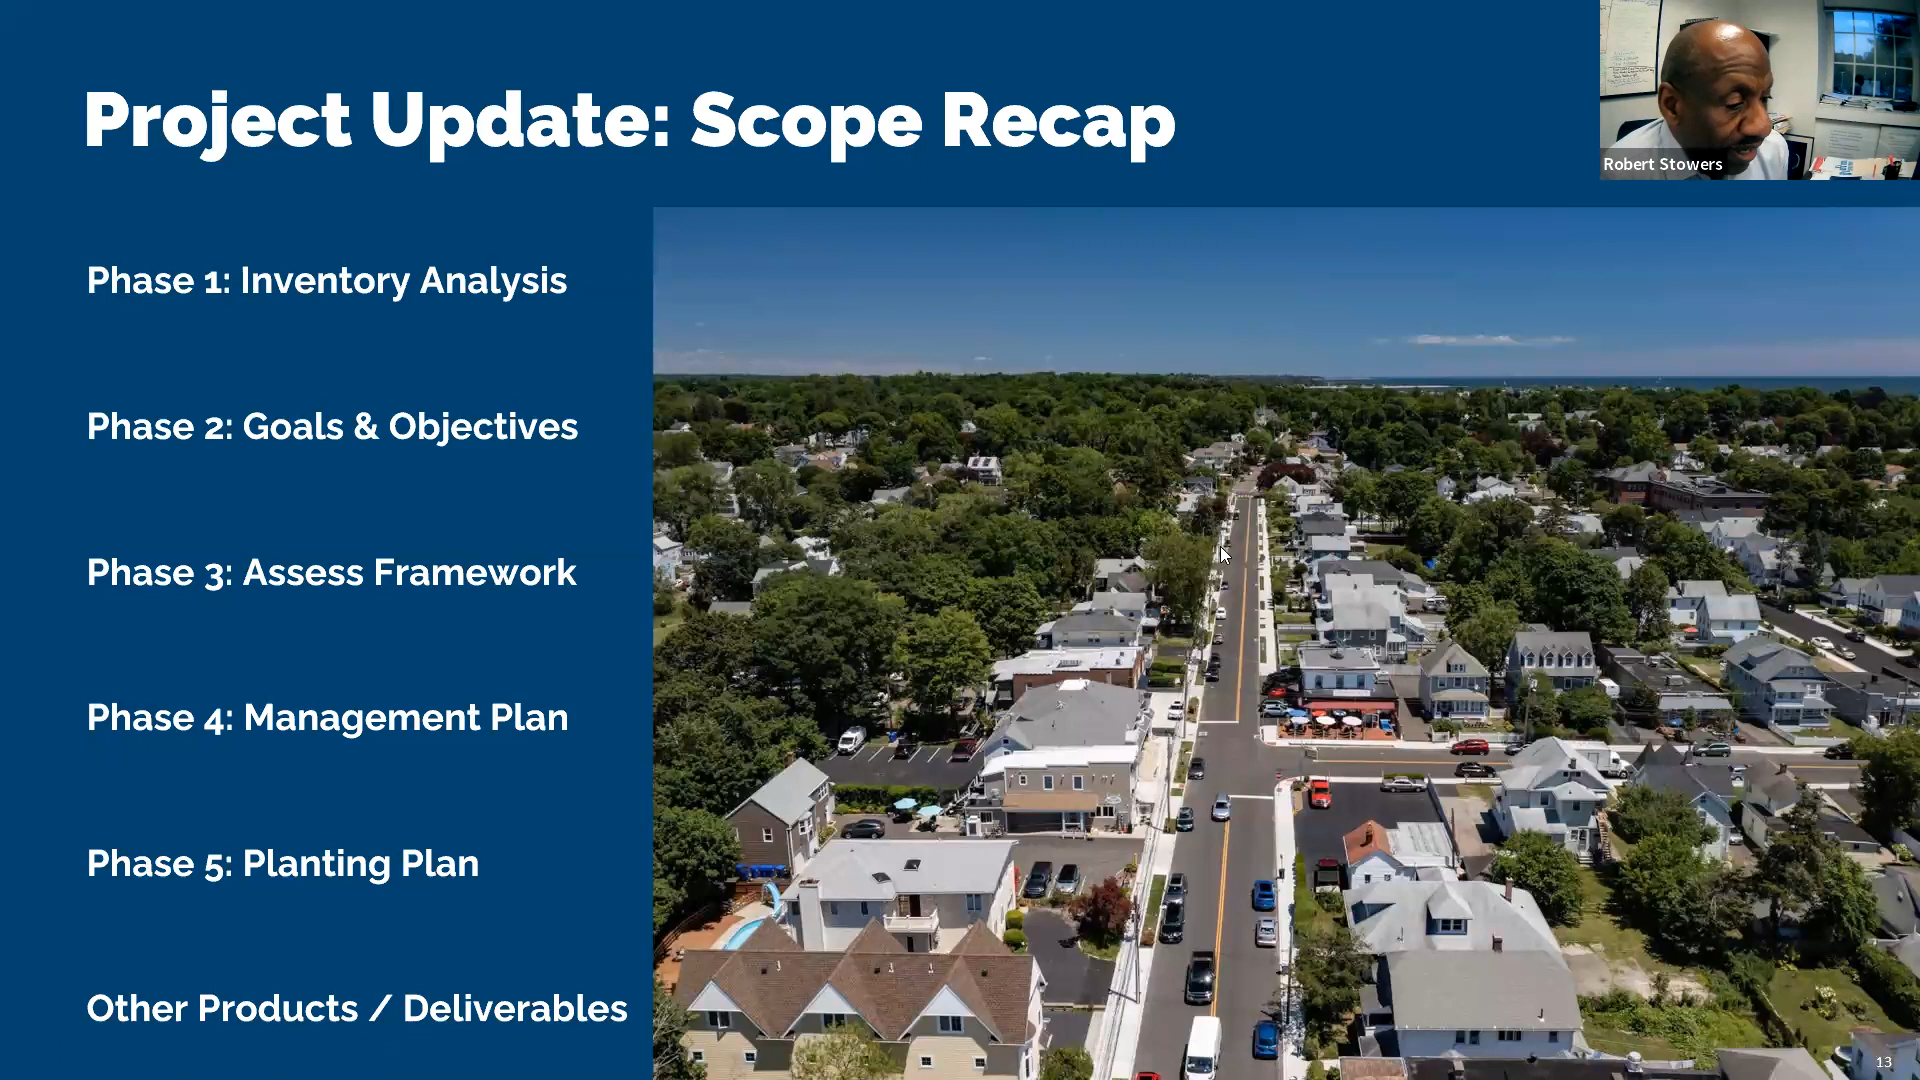 Project Update: Scope Recap
Robert Stowers
Phase 1: Inventory Analysis
Phase 2: Goals & Objectives
Phase 3: Assess Framework
Phase 4: Management Plan
Phase 5: Planting Plan
Other Products / Deliverables
13